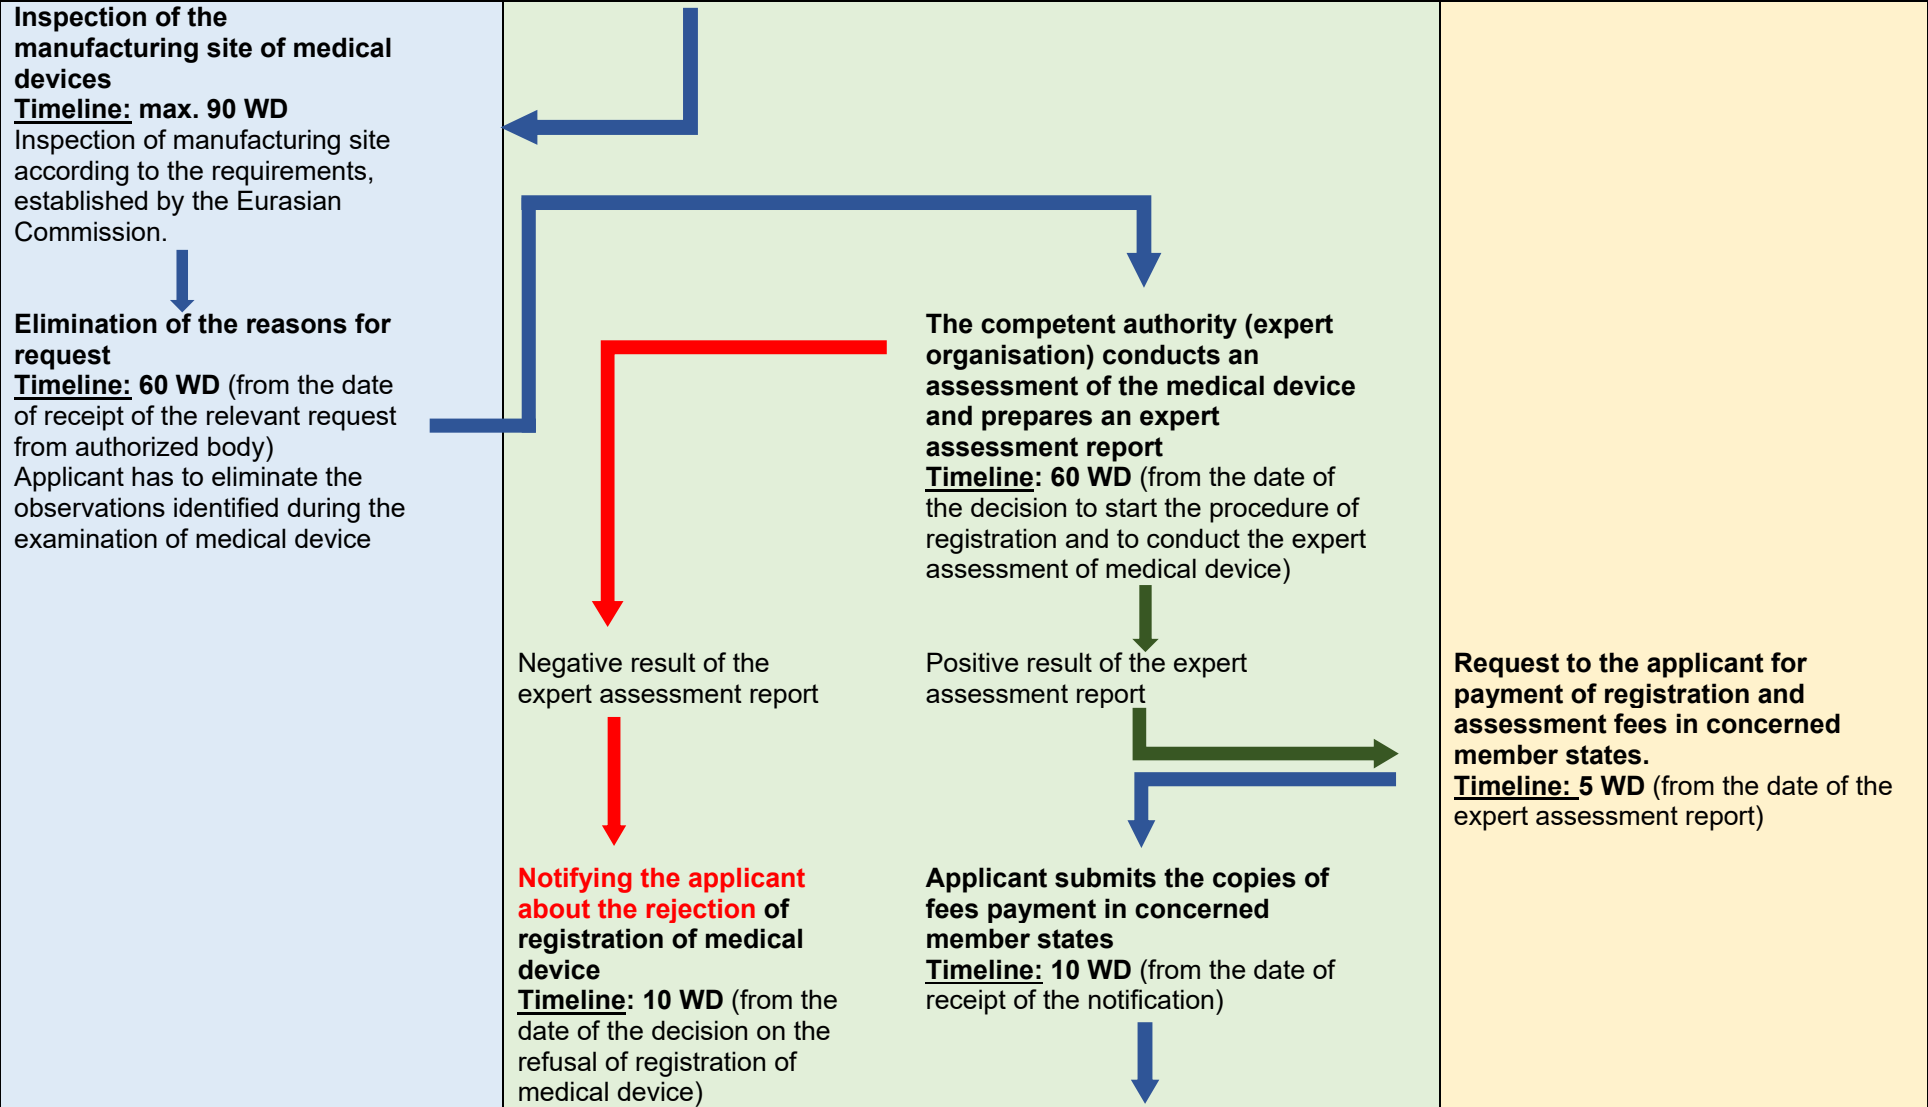 Inspection of the
manufacturing site of medical
devices
Timeline: max. 90 WD
Inspection of manufacturing site
according to the requirements,
established by the Eurasian
Commission.
Elimination of the reasons for
request
Timeline: 60 WD (from the date
of receipt of the relevant request
from authorized body)
Applicant has to eliminate the
observations identified during the
examination of medical device
The competent authority (expert
organisation) conducts an
assessment of the medical device
and prepares an expert
assessment report
Timeline: 60 WD (from the date of
the decision to start the procedure of
registration and to conduct the expert
assessment of medical device)
Negative result of the
expert assessment report
Positive result of the expert
assessment report
Request to the applicant for
payment of registration and
assessment fees in concerned
member states.
Timeline: 5 WD (from the date of the
expert assessment report)
Notifying the applicant
about the rejection of
registration of medical
device
Timeline: 10 WD (from the
date of the decision on the
refusal of registration of
medical device)
Applicant submits the copies of
fees payment in concerned
member states
Timeline: 10 WD (from the date of
receipt of the notification)